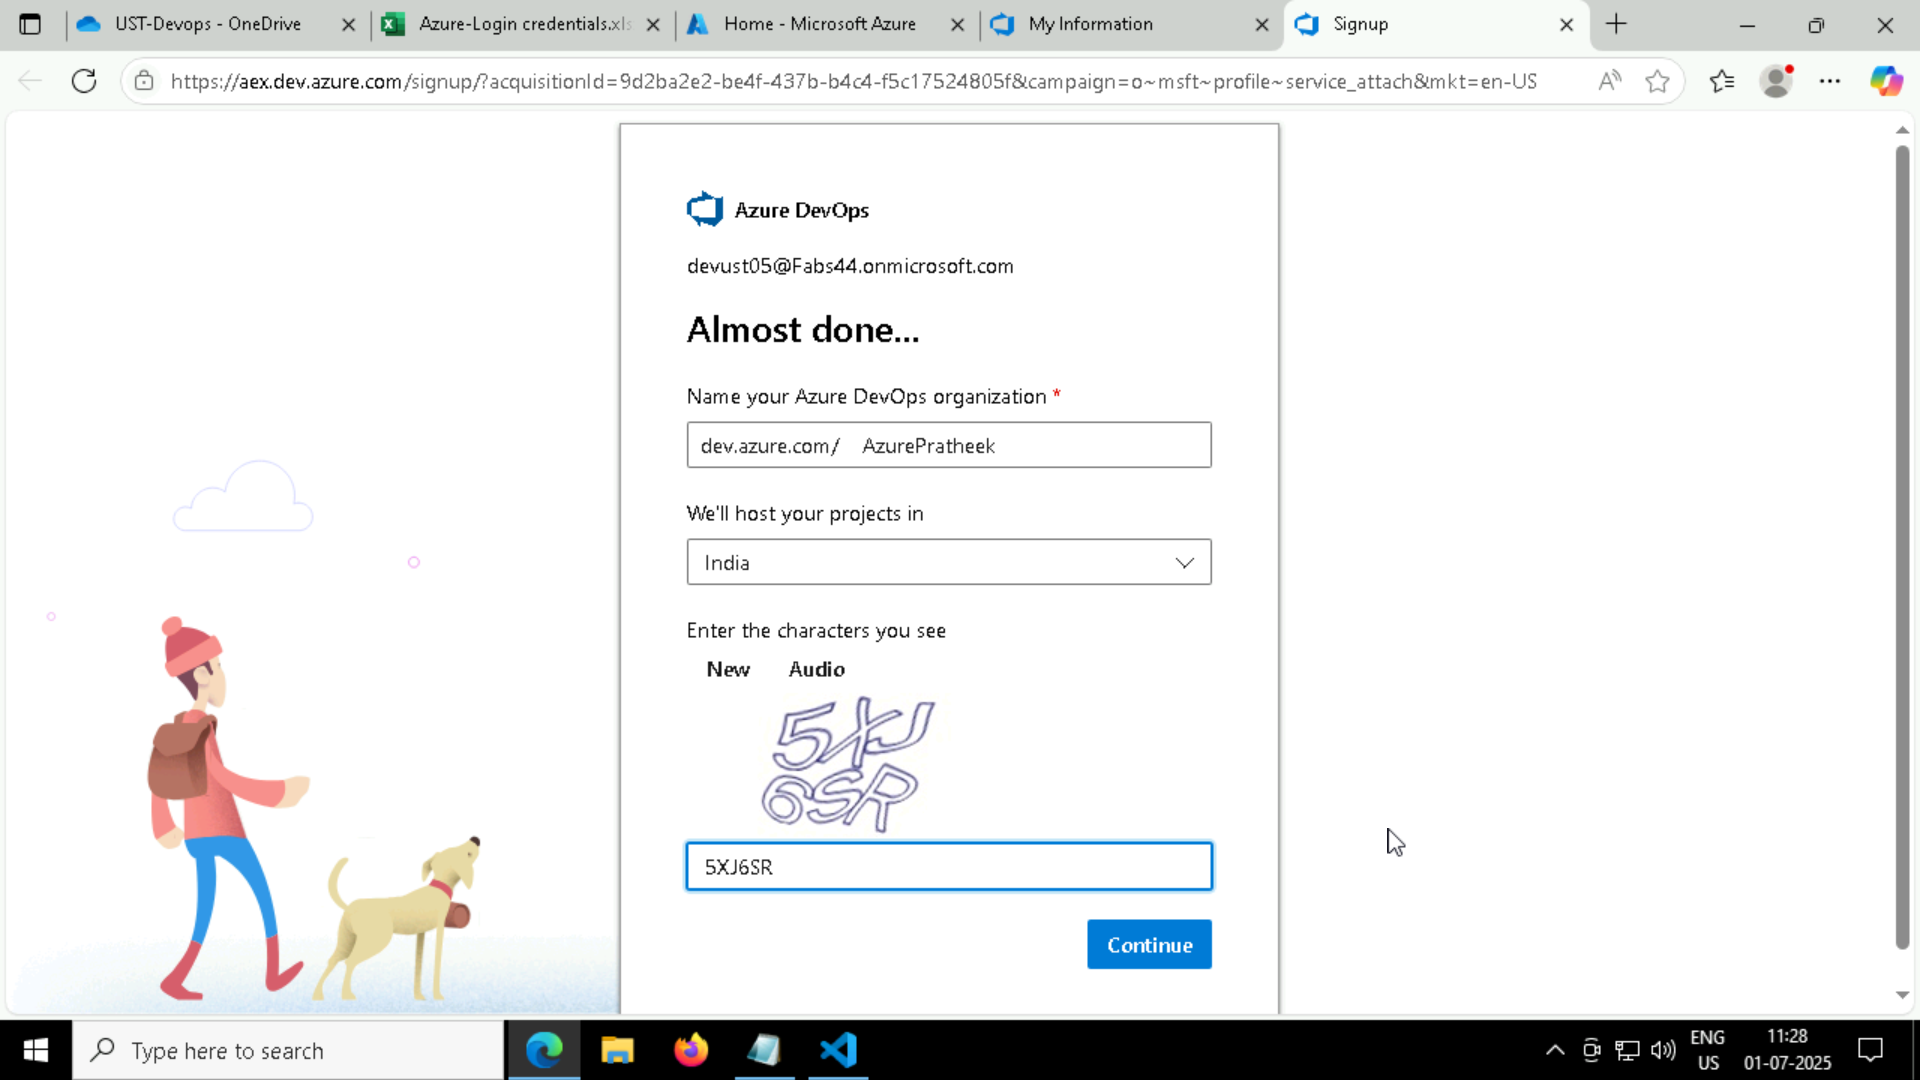 UST-Devops - OneDrive
Azure-Login credentials.xls
Home - Microsoft Azure
My Information
Signup
https://aex.dev.azure.com/signup/?acquisitionId=9d2ba2e2-be4f-437b-b4c4-f5c17524805f&campaign=o~msft~profile~service_attach&mkt=en-US
Azure DevOps
devust05@Fabs44.onmicrosoft.com
Almost done...
Name your Azure DevOps organization *
dev.azure.com/ AzurePratheek
We'll host your projects in
India
Enter the characters you see
New Audio
5XJ
6SR
5XJ6SR
Continue
Type here to search
ENG
US
11:28
01-07-2025